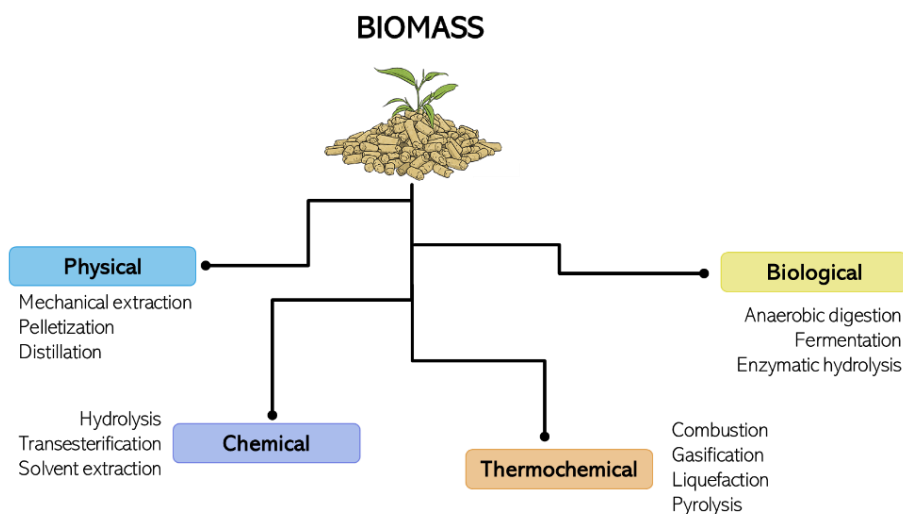 BIOMASS
Physical
Mechanical extraction
Pelletization
Distillation
Biological
Anaerobic digestion
Fermentation
Enzymatic hydrolysis
Chemical
Hydrolysis
Transesterification
Solvent extraction
Thermochemical
Combustion
Gasification
Liquefaction
Pyrolysis